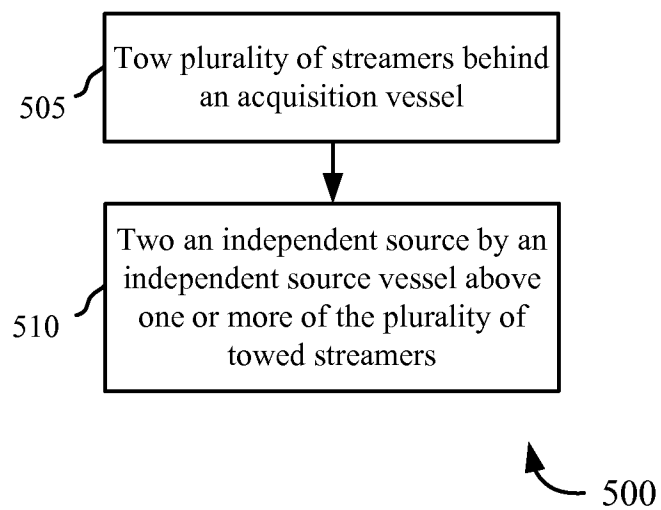 Tow plurality of streamers behind
an acquisition vessel
505
Two an independent source by an
independent source vessel above
one or more of the plurality of
towed streamers
510
500